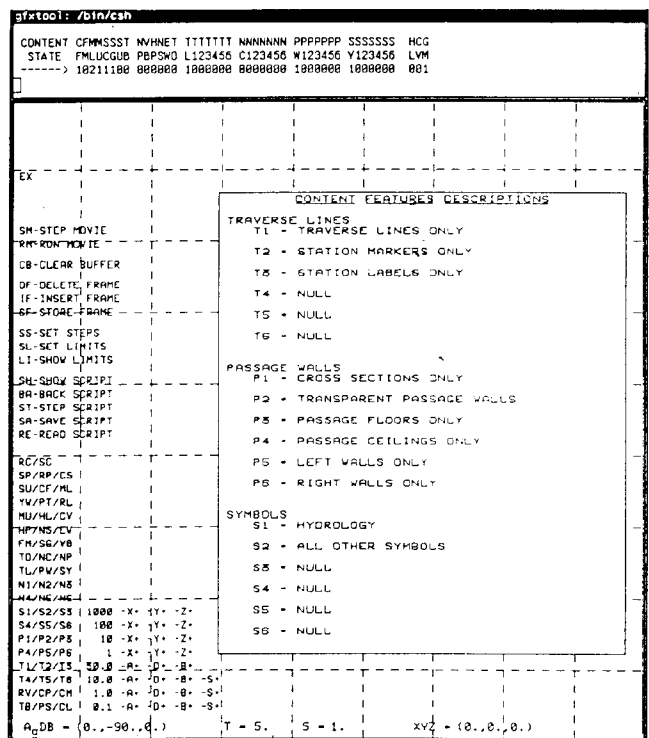 gfxtool: /bin/csh
CONTENT CFMMSSST NVHNET TTTTTTT NNNNNNN PPPPPPP SSSSSSS HCG
STATE FMLUCGUB PBPSWO L123456 C123456 W123456 Y123456 LVM
------> 10211100 000000 1000000 0000000 1000000 1000000 001
EX
SM-STEP MOVIE
RM-RUN MOVIE
CB-CLEAR BUFFER
DF-DELETE FRAME
IF-INSERT FRAME
SF-STORE FRAME
SS-SET STEPS
SL-SET LIMITS
LI-SHOW LIMITS
SH-SHOW SCRIPT
BA-BACK SCRIPT
ST-STEP SCRIPT
SA-SAVE SCRIPT
RE-READ SCRIPT
RC/SC
SP/RP/CS
SU/CF/ML
YW/PT/RL
MU/HL/CV
HP/NS/EV
FM/SG/VB
TO/NC/NP
TL/PW/SY
N1/N2/N3
N4/N5/N6
S1/S2/S3 1000 -X+ -Y+ -Z+
S4/S5/S6 100 -X+ -Y+ -Z+
P1/P2/P3 10 -X+ -Y+ -Z+
P4/P5/P6 1 -X+ -Y+ -Z+
T1/T2/T3 50.0 -A+ -D+ -B+
T4/T5/T6 10.0 -A+ -D+ -B+ -S+
RV/CP/CM 1.0 -A+ -D+ -B+ -S+
TB/PS/CL 0.1 -A+ -D+ -B+ -S+
CONTENT FEATURES DESCRIPTIONS
TRAVERSE LINES
T1 - TRAVERSE LINES ONLY
T2 - STATION MARKERS ONLY
T3 - STATION LABELS ONLY
T4 - NULL
T5 - NULL
T6 - NULL
PASSAGE WALLS
P1 - CROSS SECTIONS ONLY
P2 - TRANSPARENT PASSAGE WALLS
P3 - PASSAGE FLOORS ONLY
P4 - PASSAGE CEILINGS ONLY
P5 - LEFT WALLS ONLY
P6 - RIGHT WALLS ONLY
SYMBOLS
S1 - HYDROLOGY
S2 - ALL OTHER SYMBOLS
S3 - NULL
S4 - NULL
S5 - NULL
S6 - NULL
A DB = (0.,-90.,0.) T = 5. S = 1. XYZ = (0.,0.,0.)